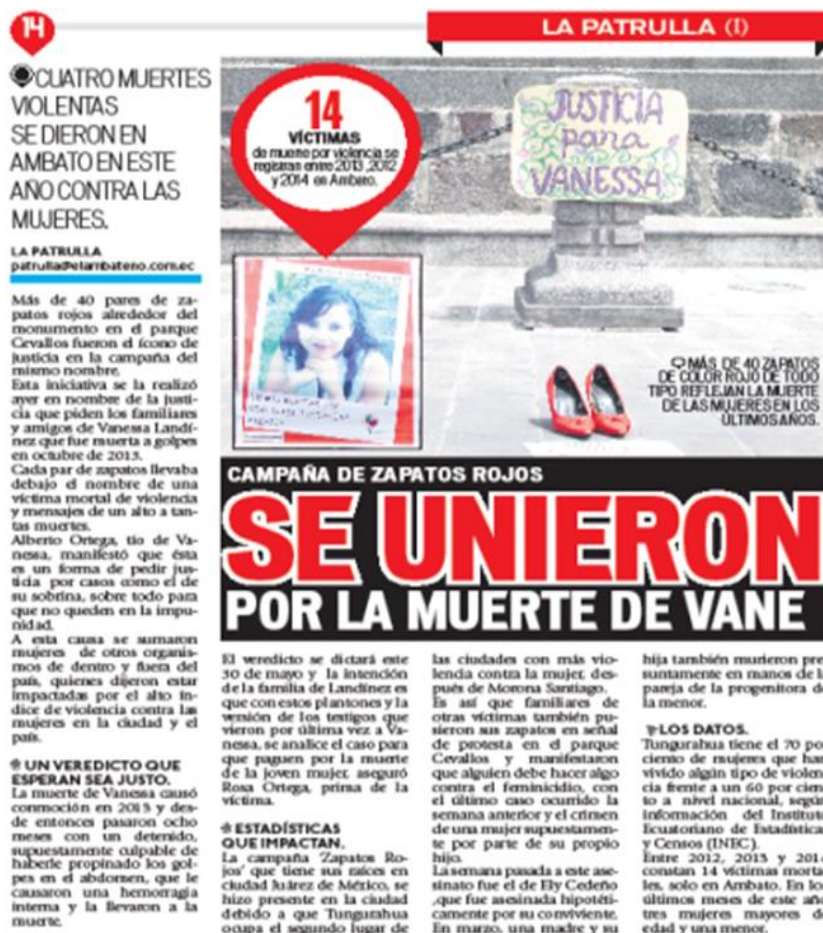 14
LA PATRULLA (I)
CUATRO MUERTES
VIOLENTAS
SE DIERON EN
AMBATO EN ESTE
AÑO CONTRA LAS
MUJERES.
LA PATRULLA
patrulla@elambateno.com.ec
Más de 40 pares de za-
patos rojos alrededor del
monumento en el parque
Cevallos fueron el ícono de
justicia en la campaña del
mismo nombre.
Esta iniciativa se la realizó
ayer en nombre de la justi-
cia que piden los familiares
y amigos de Vanessa Landí-
nez que fue muerta a golpes
en octubre de 2013.
Cada par de zapatos llevaba
debajo el nombre de una
víctima mortal de violencia
y mensajes de un alto a tan-
tas muertes.
Alberto Ortega, tío de Va-
nessa, manifestó que ésta
es un forma de pedir jus-
ticia por casos como el de
su sobrina, sobre todo para
que no queden en la impu-
nidad.
A esta causa se sumaron
mujeres de otros organis-
mos de dentro y fuera del
país, quienes dijeron estar
impactadas por el alto ín-
dice de violencia contra las
mujeres en la ciudad y el
país.
UN VEREDICTO QUE
ESPERAN SEA JUSTO.
La muerte de Vanessa causó
conmoción en 2013 y des-
de entonces pasaron ocho
meses con un detenido,
supuestamente culpable de
haberle propinado los gol-
pes en el abdomen, que le
causaron una hemorragia
interna y la llevaron a la
muerte.
14
VÍCTIMAS
de muerte por violencia se
registran entre 2013 ,2012
y 2014 en Ambato.
JUSTICIA
para
VANESSA
MÁS DE 40 ZAPATOS
DE COLOR ROJO DE TODO
TIPO REFLEJAN LA MUERTE
DE LAS MUJERES EN LOS
ÚLTIMOS AÑOS.
CAMPAÑA DE ZAPATOS ROJOS
SE UNIERON
POR LA MUERTE DE VANE
El veredicto se dictará este
30 de mayo y la intención
de la familia de Landínez es
que con estos plantones y la
versión de los testigos que
vieron por última vez a Va-
nessa, se analice el caso para
que paguen por la muerte
de la joven mujer, aseguró
Rosa Ortega, prima de la
víctima.
ESTADÍSTICAS
QUE IMPACTAN.
La campaña 'Zapatos Ro-
jos' que tiene sus raíces en
ciudad Juárez de México, se
hizo presente en la ciudad
debido a que Tungurahua
ocupa el segundo lugar de
las ciudades con más vio-
lencia contra la mujer, des-
pués de Morona Santiago.
Es así que familiares de
otras víctimas también pu-
sieron sus zapatos en señal
de protesta en el parque
Cevallos y manifestaron
que alguien debe hacer algo
contra el feminicidio, con
el último caso ocurrido la
semana anterior y el crimen
de una mujer supuestamen-
te por parte de su propio
hijo.
La semana pasada a este ase-
sinato fue el de Ely Cedeño
,que fue asesinada hipotéti-
camente por su conviviente.
En marzo, una madre y su
hija también murieron pre-
suntamente en manos de la
pareja de la progenitora de
la menor.
LOS DATOS.
Tungurahua tiene el 70 por
ciento de mujeres que han
vivido algún tipo de violen-
cia frente a un 60 por cien-
to a nivel nacional, según
información del Instituto
Ecuatoriano de Estadísticas
y Censos (INEC).
Entre 2012, 2013 y 2014
constan 14 víctimas morta-
les, solo en Ambato. En los
últimos meses de este año
tres mujeres mayores de
edad y una menor.